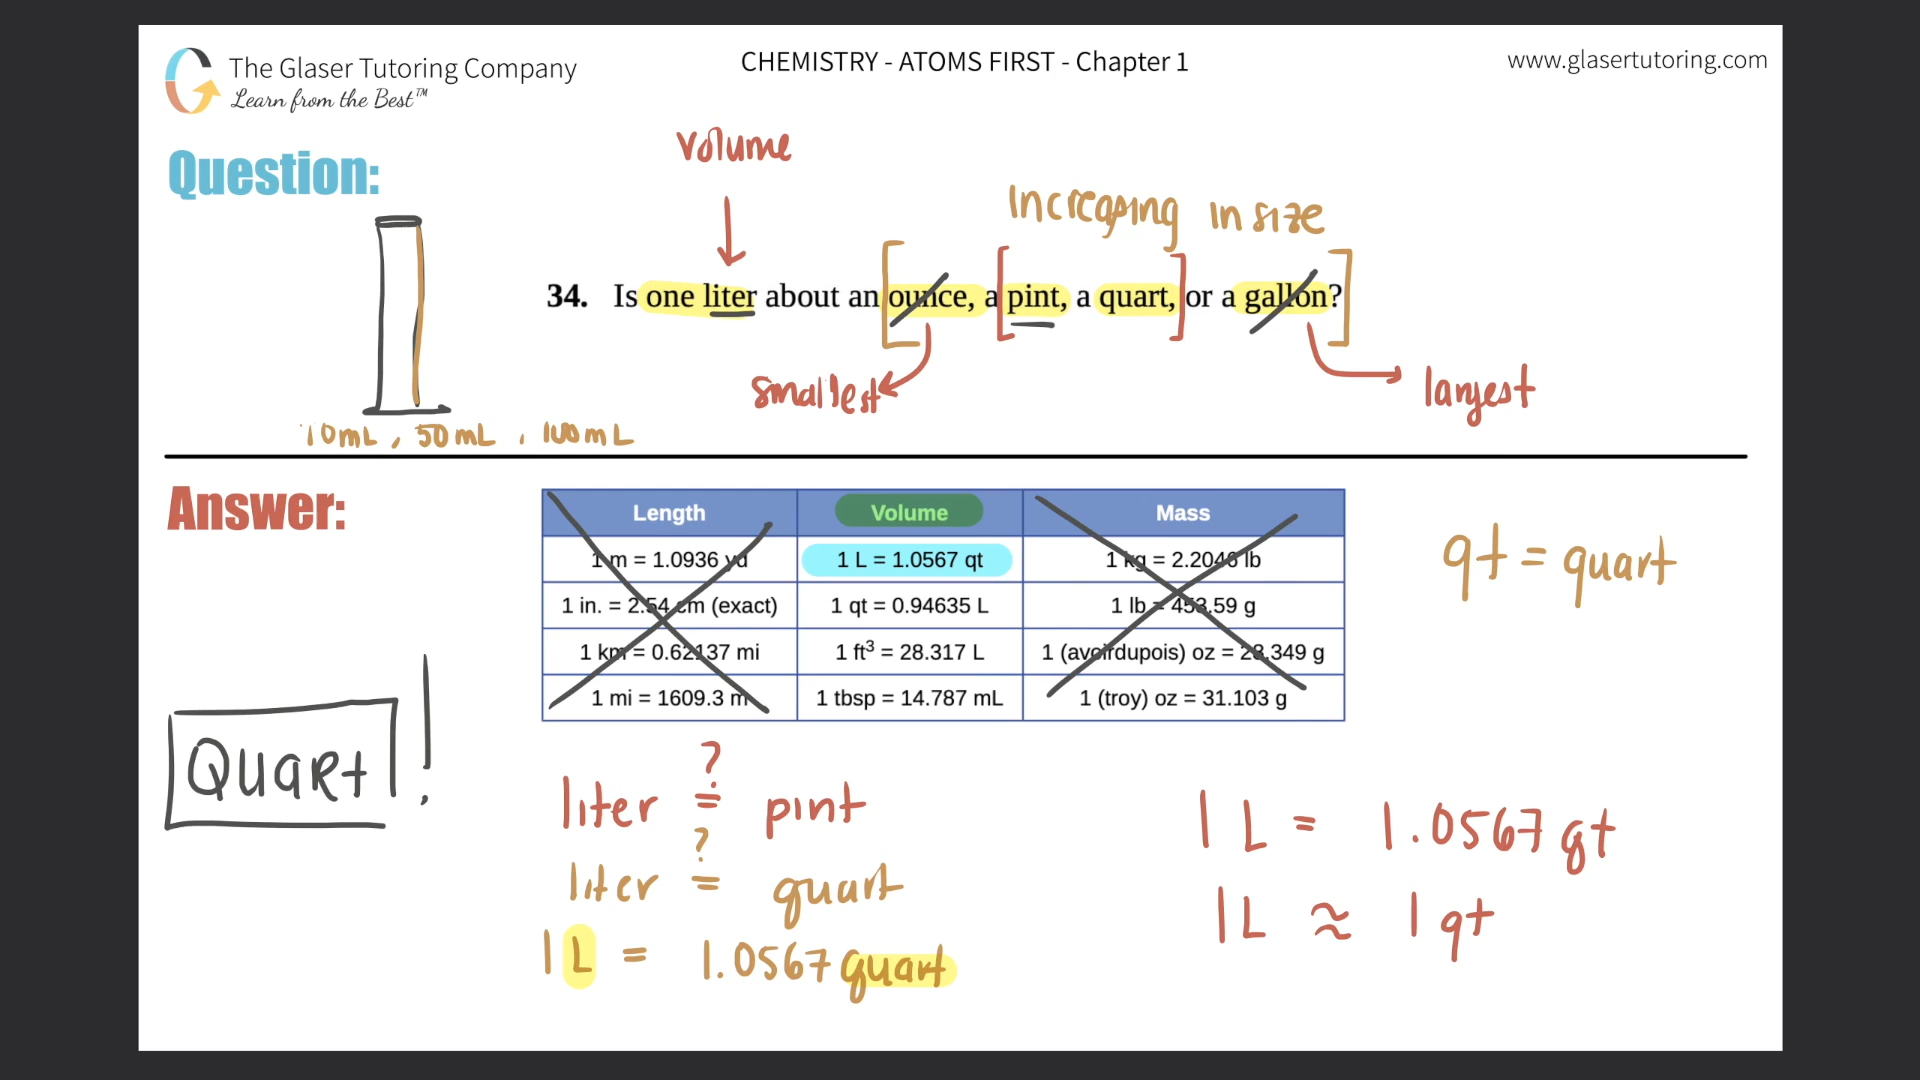 The Glaser Tutoring Company
Learn from the Best™
CHEMISTRY - ATOMS FIRST - Chapter 1
www.glasertutoring.com
Question:
volume
Increasing in size
34. Is one liter about an ounce, a pint, a quart, or a gallon?
smallest
largest
10mL, 50mL, 100mL
Answer:
Length Volume Mass
1 m = 1.0936 yd 1 L = 1.0567 qt 1 kg = 2.2046 lb
1 in. = 2.54 cm (exact) 1 qt = 0.94635 L 1 lb = 453.59 g
1 km = 0.62137 mi 1 ft³ = 28.317 L 1 (avoirdupois) oz = 28.349 g
1 mi = 1609.3 m 1 tbsp = 14.787 mL 1 (troy) oz = 31.103 g
qt = quart
Quart!
?
liter = pint
?
liter = quart
1 L = 1.0567 quart
1 L = 1.0567 qt
1 L ≈ 1 qt